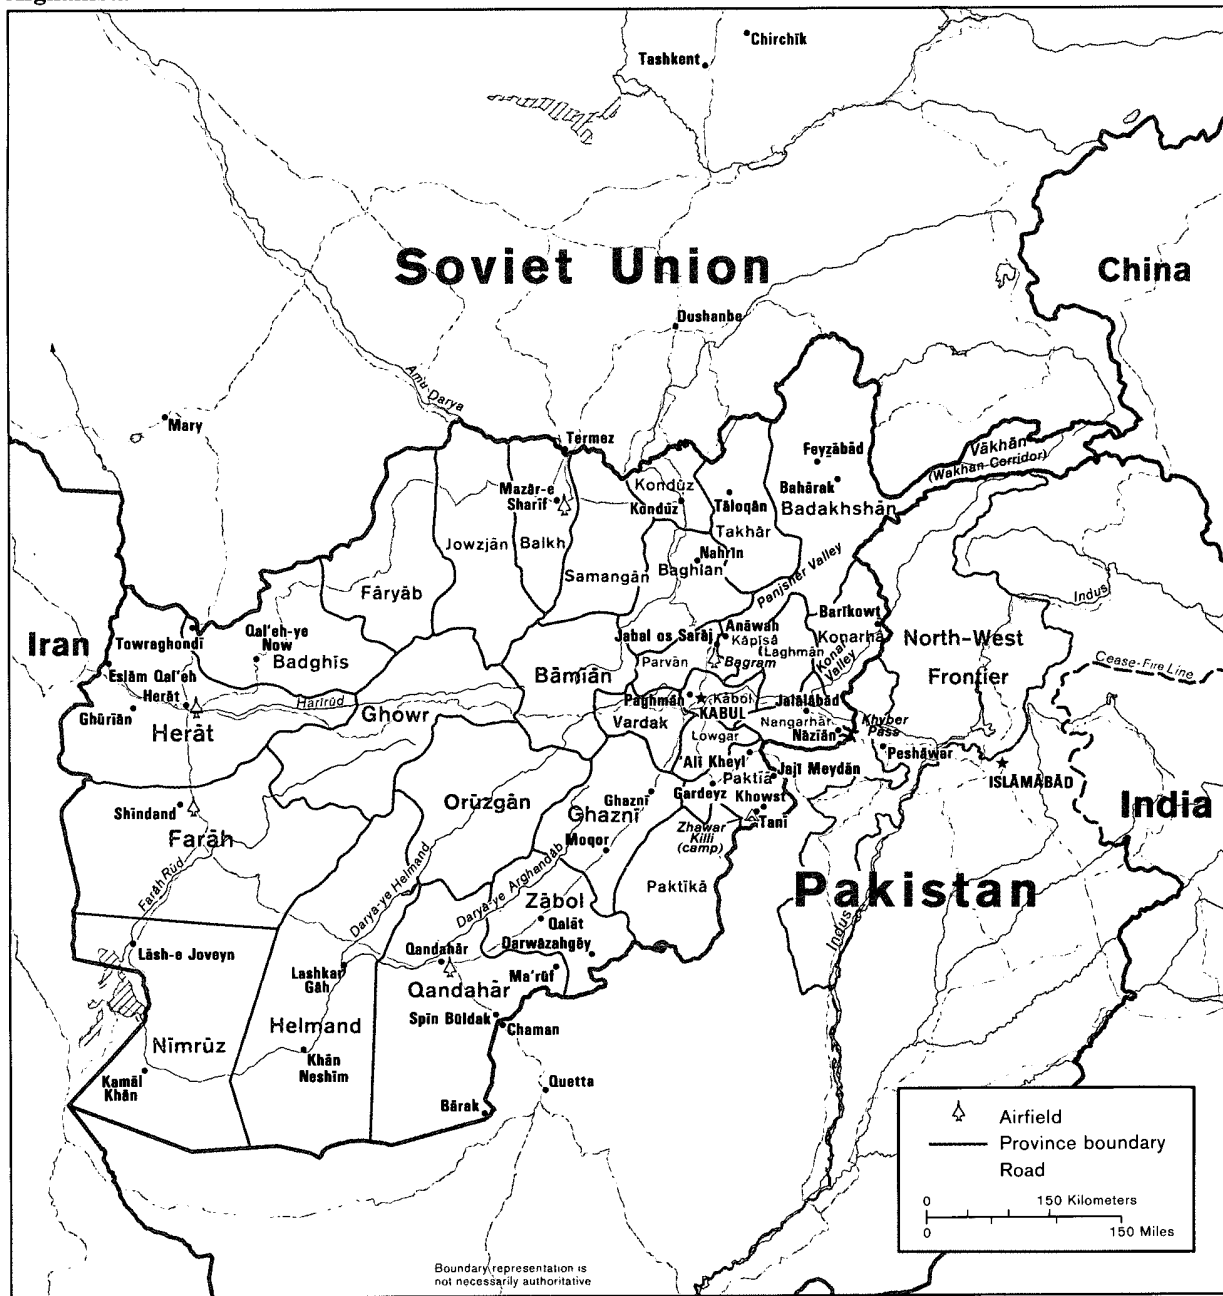 Chirchīk
Tashkent
Soviet Union
China
Dushanbe
Amu Darya
Mary
Termez
Feyẕābād
Vākhān
(Wakhan Corridor)
Mazār-e
Sharīf
Kondūz
Kondūz
Tāloqān
Bahārak
Badakhshān
Jowzjān
Balkh
Takhār
Nahrīn
Samangān
Baghlān
Fāryāb
Panjsher Valley
Indus
Barīkowt
Iran
Towraghondī
Qal'eh-ye
Now
Badghīs
Jabal os Sarāj
Anāwah
Kāpīsā
Laghmān
Konarhā
Konar
Valley
North-West
Frontier
Parvān
Bagram
Cease-Fire Line
Eslām Qal'eh
Herāt
Harīrūd
Bāmīān
Ghūrīān
Herāt
Ghowr
Paghmān
Kābol
KABUL
Vardak
Jalālābād
Nangarhār
Nāzīān
Khyber
Pass
Peshāwar
Lowgar
'Alī Kheyl
Paktīā
Jajī Meydān
ISLĀMĀBĀD
Gardeyz
Khowst
Tanī
Zhawar
Killi
(camp)
Orūzgān
Ghaznī
Ghaznī
Moqor
India
Shīndand
Farāh
Farāh Rūd
Darya-ye Helmand
Darya-ye Arghandāb
Paktīkā
Pakistan
Zābol
Qalāt
Darwāzahgēy
Indus
Lāsh-e Joveyn
Qandahār
Lashkar
Gāh
Ma'rūf
Qandahār
Spīn Būldak
Chaman
Nīmrūz
Helmand
Khān
Neshīm
Kamāl
Khān
Quetta
Bārak
Airfield
Province boundary
Road
0 150 Kilometers
0 150 Miles
Boundary representation is
not necessarily authoritative